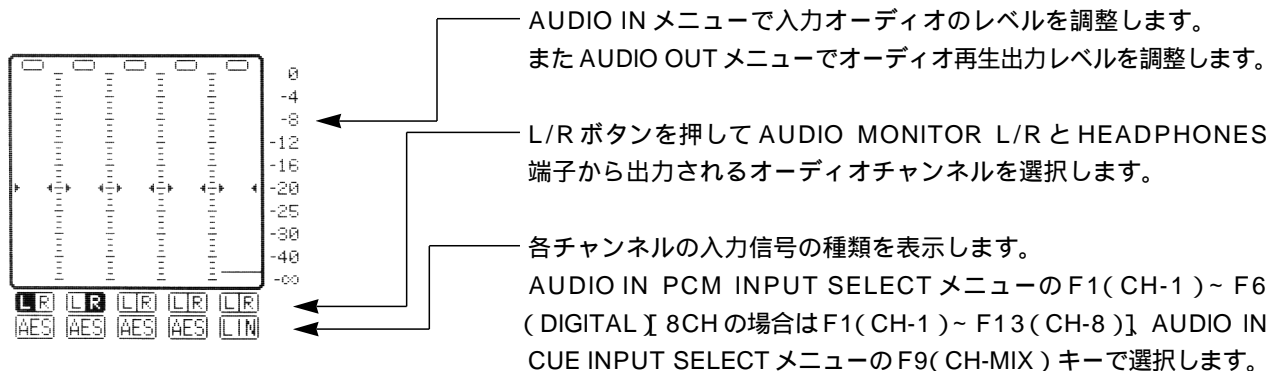 AUDIO IN メニューで入力オーディオのレベルを調整します。
また AUDIO OUT メニューでオーディオ再生出力レベルを調整します。
0
-4
-8
-12
-16
-20
-25
-30
-40
-∞
L/R ボタンを押して AUDIO MONITOR L/R と HEADPHONES
端子から出力されるオーディオチャンネルを選択します。
L R L R L R L R L R
AES AES AES AES LIN
各チャンネルの入力信号の種類を表示します。
AUDIO IN PCM INPUT SELECT メニューの F1( CH-1 )~ F6
( DIGITAL )[ 8CH の場合は F1( CH-1 )~ F13( CH-8 )]、AUDIO IN
CUE INPUT SELECT メニューの F9( CH-MIX ) キーで選択します。